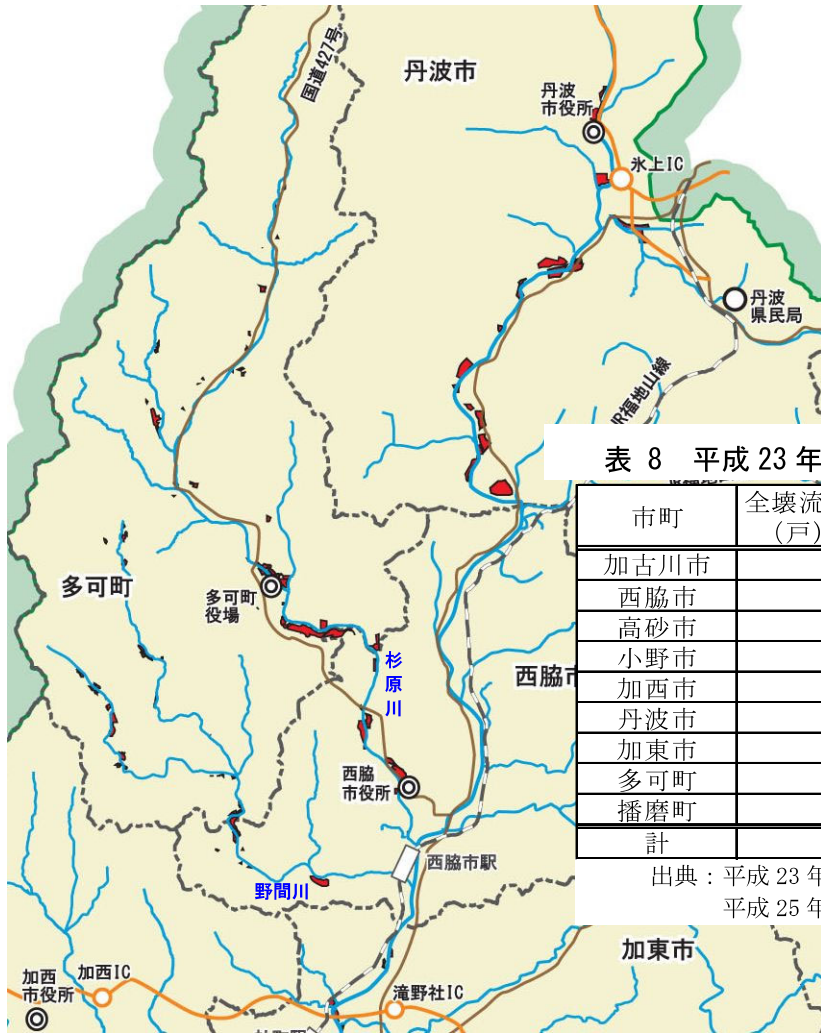 国道427号
丹波市
丹波
市役所
氷上IC
丹波
県民局
JR福地山線
多可町
多可町
役場
杉
原
川
西脇市
西脇
市役所
西脇市駅
野間川
加西
市役所
加西IC
滝野社IC
加東市
表 8 平成 23 年
市町
全壊流
(戸)
加古川市
西脇市
高砂市
小野市
加西市
丹波市
加東市
多可町
播磨町
計
出典：平成 23 年
平成 25 年